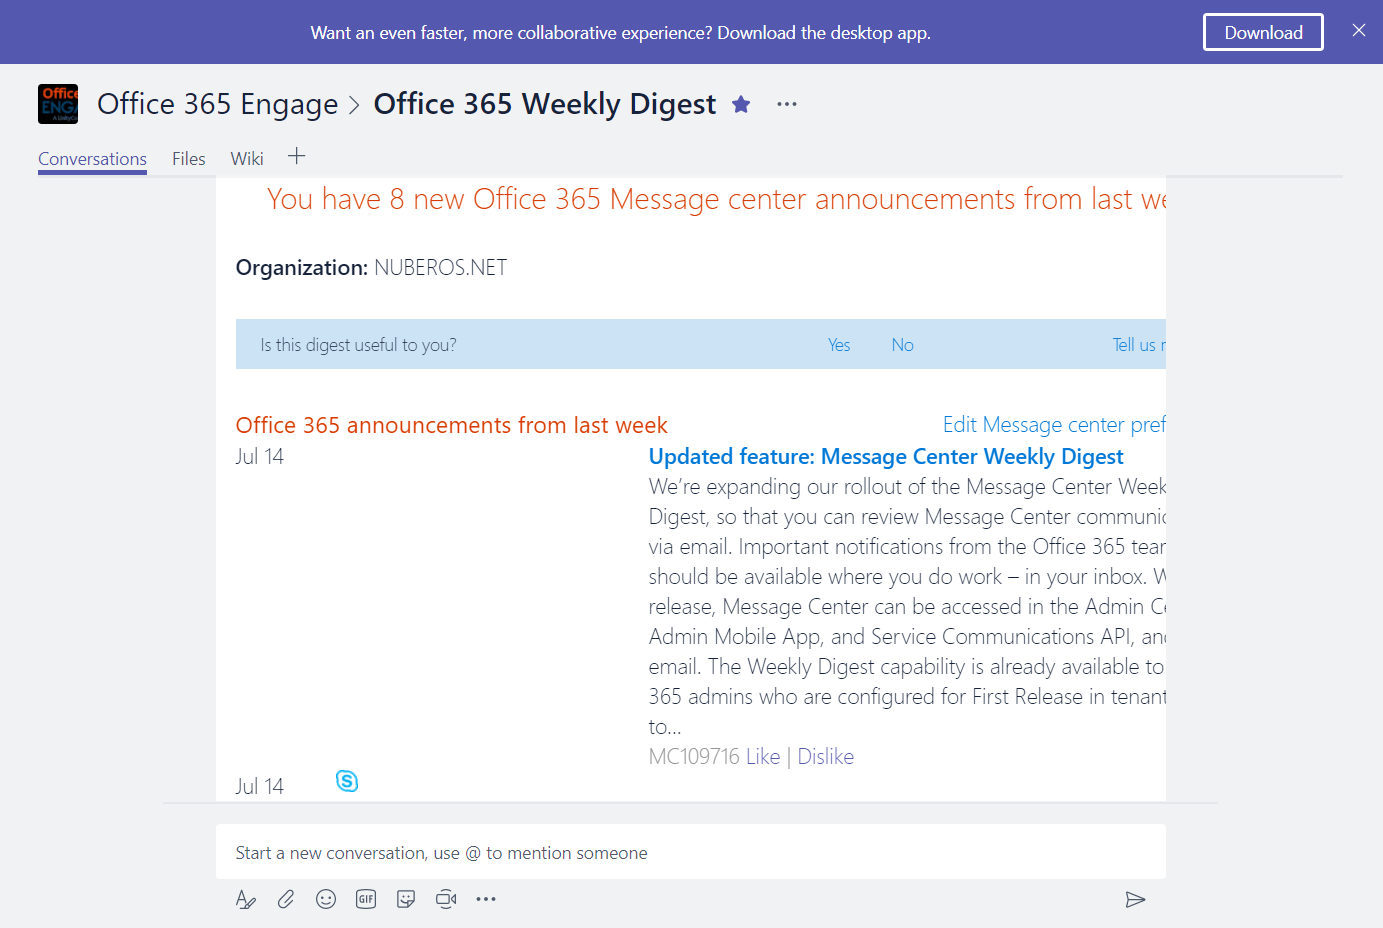 Want an even faster, more collaborative experience? Download the desktop app.
Download
Office
ENGA
Office 365 Engage > Office 365 Weekly Digest
Conversations Files Wiki
You have 8 new Office 365 Message center announcements from last we
Organization: NUBEROS.NET
Is this digest useful to you? Yes No Tell us
Office 365 announcements from last week Edit Message center pref
Jul 14 Updated feature: Message Center Weekly Digest
We’re expanding our rollout of the Message Center Week
Digest, so that you can review Message Center communic
via email. Important notifications from the Office 365 tear
should be available where you do work – in your inbox. W
release, Message Center can be accessed in the Admin Ce
Admin Mobile App, and Service Communications API, and
email. The Weekly Digest capability is already available to
365 admins who are configured for First Release in tenant
to...
MC109716 Like | Dislike
Jul 14
Start a new conversation, use @ to mention someone
GIF